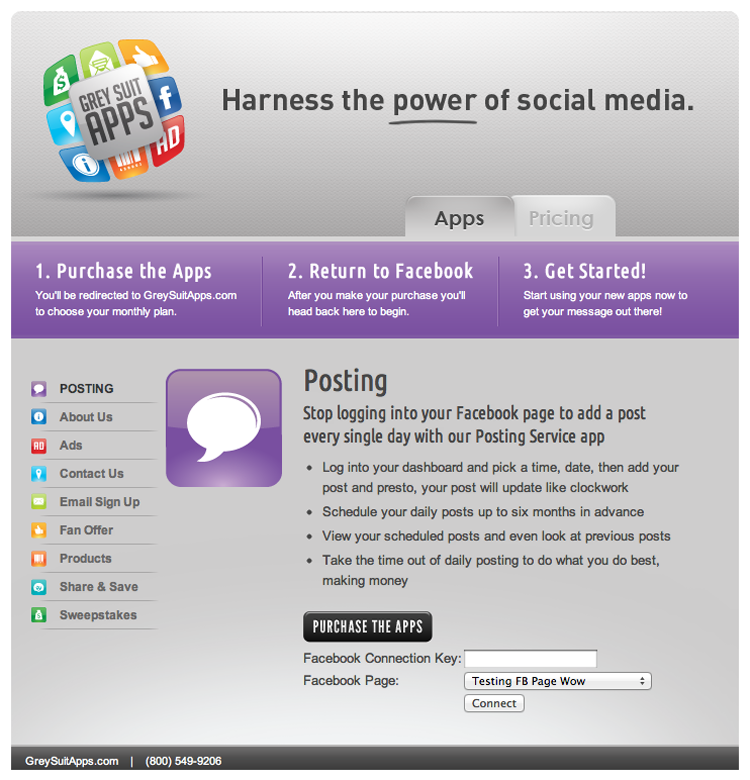 GREY SUIT
APPS
AD
Harness the power of social media.
Apps
Pricing
1. Purchase the Apps
You'll be redirected to GreySuitApps.com
to choose your monthly plan.
2. Return to Facebook
After you make your purchase you'll
head back here to begin.
3. Get Started!
Start using your new apps now to
get your message out there!
POSTING
About Us
AD Ads
Contact Us
Email Sign Up
Fan Offer
Products
Share & Save
Sweepstakes
Posting
Stop logging into your Facebook page to add a post
every single day with our Posting Service app
• Log into your dashboard and pick a time, date, then add your
post and presto, your post will update like clockwork
• Schedule your daily posts up to six months in advance
• View your scheduled posts and even look at previous posts
• Take the time out of daily posting to do what you do best,
making money
PURCHASE THE APPS
Facebook Connection Key:
Facebook Page: Testing FB Page Wow
Connect
GreySuitApps.com | (800) 549-9206